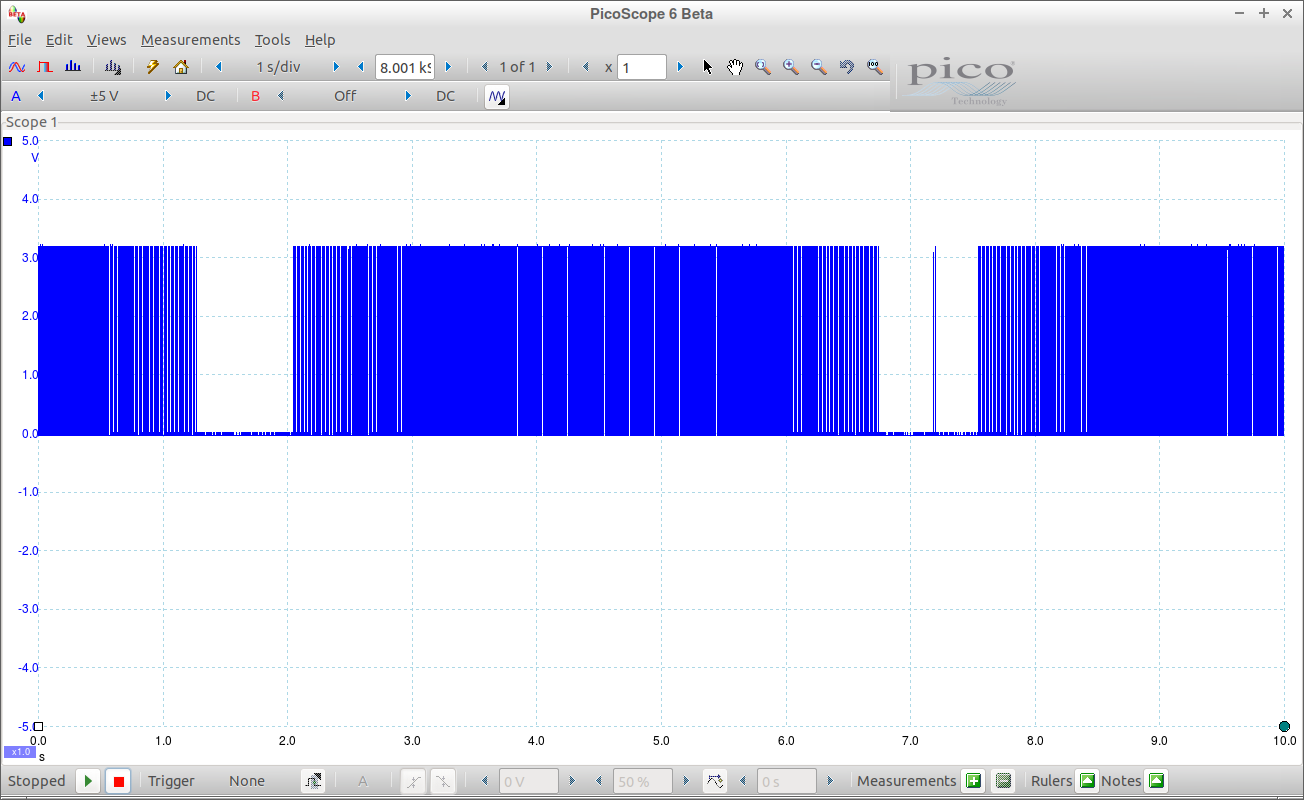 PicoScope 6 Beta
File Edit Views Measurements Tools Help
1 s/div 8.001 kS 1 of 1 x 1
A ±5 V DC B Off DC
pico
Technology
Scope 1
5.0
V
4.0
3.0
2.0
1.0
0.0
-1.0
-2.0
-3.0
-4.0
-5.0
0.0 1.0 2.0 3.0 4.0 5.0 6.0 7.0 8.0 9.0 10.0
x1.0
s
Stopped Trigger None A 0 V 50 % 0 s Measurements Rulers Notes